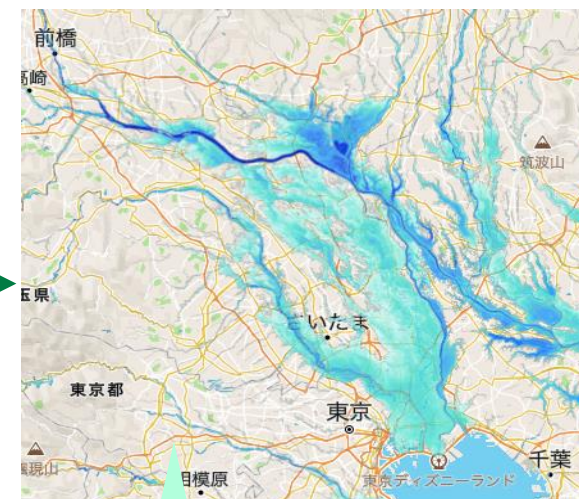 前橋
高崎
筑波山
玉県
さいたま
東京都
東京
千葉
東京ディズニーランド
相模原